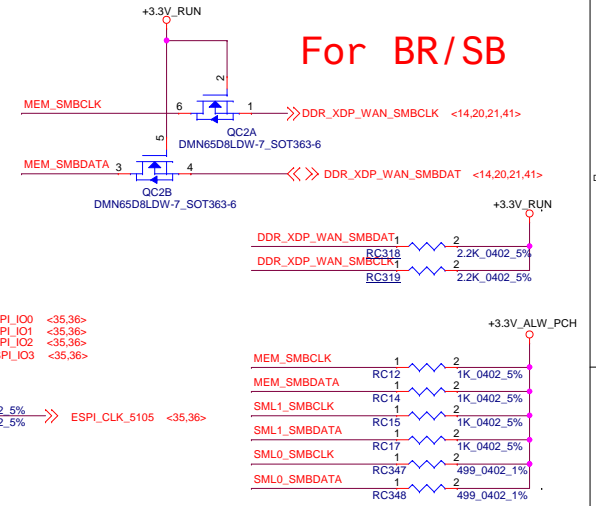 +3.3V_RUN
For BR/SB
2
MEM_SMBCLK
6
1
DDR_XDP_WAN_SMBCLK <14,20,21,41>
QC2A
DMN65D8LDW-7_SOT363-6
5
MEM_SMBDATA
3
4
DDR_XDP_WAN_SMBDAT <14,20,21,41>
QC2B
DMN65D8LDW-7_SOT363-6
+3.3V_RUN
DDR_XDP_WAN_SMBDAT 1 2
RC318 2.2K_0402_5%
DDR_XDP_WAN_SMBCLK 1 2
RC319 2.2K_0402_5%
PI_IO0 <35,36>
PI_IO1 <35,36>
PI_IO2 <35,36>
PI_IO3 <35,36>
+3.3V_ALW_PCH
MEM_SMBCLK 1 2
RC12 1K_0402_5%
MEM_SMBDATA 1 2
RC14 1K_0402_5%
SML1_SMBCLK 1 2
RC15 1K_0402_5%
SML1_SMBDATA 1 2
RC17 1K_0402_5%
SML0_SMBCLK 1 2
RC347 499_0402_1%
SML0_SMBDATA 1 2
RC348 499_0402_1%
2_5%
2_5%
ESPI_CLK_5105 <35,36>